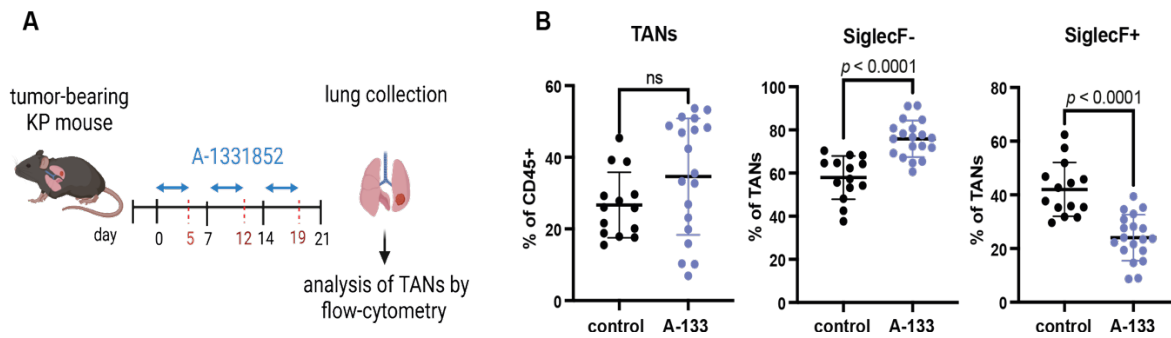 A
tumor-bearing
KP mouse
lung collection
A-1331852
day
0 5 7 12 14 19 21
analysis of TANs by
flow-cytometry
B
TANs
ns
% of CD45+
60
40
20
0
control A-133
SiglecF-
p < 0.0001
% of TANs
100
80
60
40
20
0
control A-133
SiglecF+
p < 0.0001
% of TANs
80
60
40
20
0
control A-133